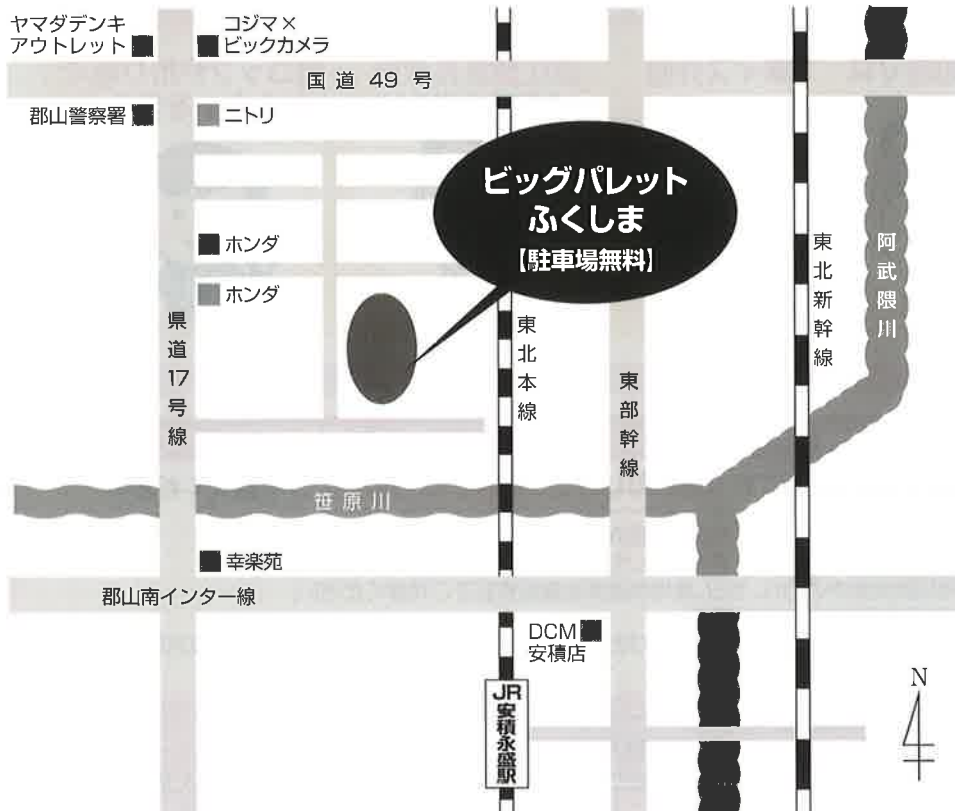 ヤマダデンキ
アウトレット
コジマ×
ビックカメラ
国道 49 号
郡山警察署
ニトリ
ビッグパレット
ふくしま
【駐車場無料】
ホンダ
ホンダ
県道17号線
東北本線
東部幹線
東北新幹線
阿武隈川
笹原川
幸楽苑
郡山南インター線
DCM
安積店
JR安積永盛駅
N